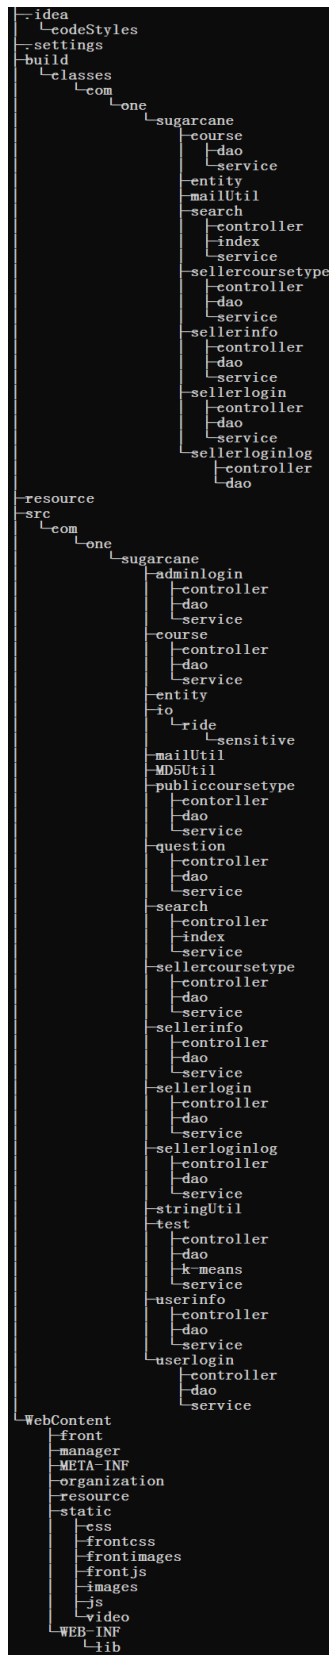 ├─.idea
│  └─codeStyles
├─.settings
├─build
│  └─classes
│      └─com
│          └─one
│              └─sugarcane
│                  ├─course
│                  │  ├─dao
│                  │  └─service
│                  ├─entity
│                  ├─mailUtil
│                  ├─search
│                  │  ├─controller
│                  │  ├─index
│                  │  └─service
│                  ├─sellercoursetype
│                  │  ├─controller
│                  │  ├─dao
│                  │  └─service
│                  ├─sellerinfo
│                  │  ├─controller
│                  │  ├─dao
│                  │  └─service
│                  ├─sellerlogin
│                  │  ├─controller
│                  │  ├─dao
│                  │  └─service
│                  └─sellerloginlog
│                      ├─controller
│                      └─dao
├─resource
├─src
│  └─com
│      └─one
│          └─sugarcane
│              ├─adminlogin
│              │  ├─controller
│              │  ├─dao
│              │  └─service
│              ├─course
│              │  ├─controller
│              │  ├─dao
│              │  └─service
│              ├─entity
│              ├─io
│              │  └─ride
│              │      └─sensitive
│              ├─mailUtil
│              ├─MD5Util
│              ├─publiccoursetype
│              │  ├─contorller
│              │  ├─dao
│              │  └─service
│              ├─question
│              │  ├─controller
│              │  ├─dao
│              │  └─service
│              ├─search
│              │  ├─controller
│              │  ├─index
│              │  └─service
│              ├─sellercoursetype
│              │  ├─controller
│              │  ├─dao
│              │  └─service
│              ├─sellerinfo
│              │  ├─controller
│              │  ├─dao
│              │  └─service
│              ├─sellerlogin
│              │  ├─controller
│              │  ├─dao
│              │  └─service
│              ├─sellerloginlog
│              │  ├─controller
│              │  ├─dao
│              │  └─service
│              ├─stringUtil
│              ├─test
│              │  ├─controller
│              │  ├─dao
│              │  ├─k-means
│              │  └─service
│              ├─userinfo
│              │  ├─controller
│              │  ├─dao
│              │  └─service
│              └─userlogin
│                  ├─controller
│                  ├─dao
│                  └─service
└─WebContent
    ├─front
    ├─manager
    ├─META-INF
    ├─organization
    ├─resource
    ├─static
    │  ├─css
    │  ├─frontcss
    │  ├─frontimages
    │  ├─frontjs
    │  ├─images
    │  ├─js
    │  └─video
    └─WEB-INF
        └─lib